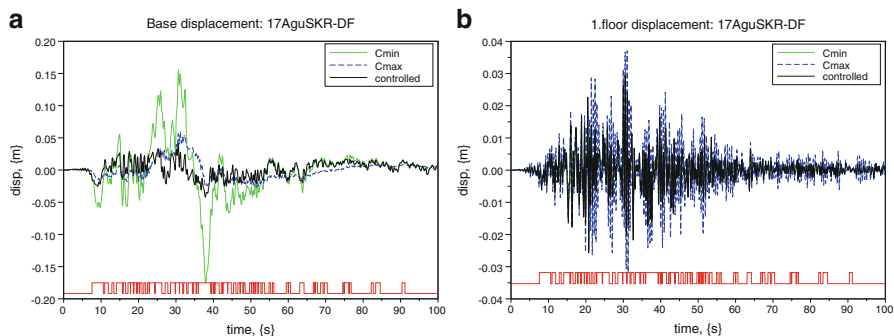 a
Base displacement: 17AguSKR-DF
0.20
0.15
0.10
0.05
0.00
-0.05
-0.10
-0.15
-0.20
disp, {m}
Cmin
Cmax
controlled
0 10 20 30 40 50 60 70 80 90 100
time, {s}
b
1.floor displacement: 17AguSKR-DF
0.04
0.03
0.02
0.01
0.00
-0.01
-0.02
-0.03
-0.04
disp, {m}
Cmin
Cmax
controlled
0 10 20 30 40 50 60 70 80 90 100
time, {s}